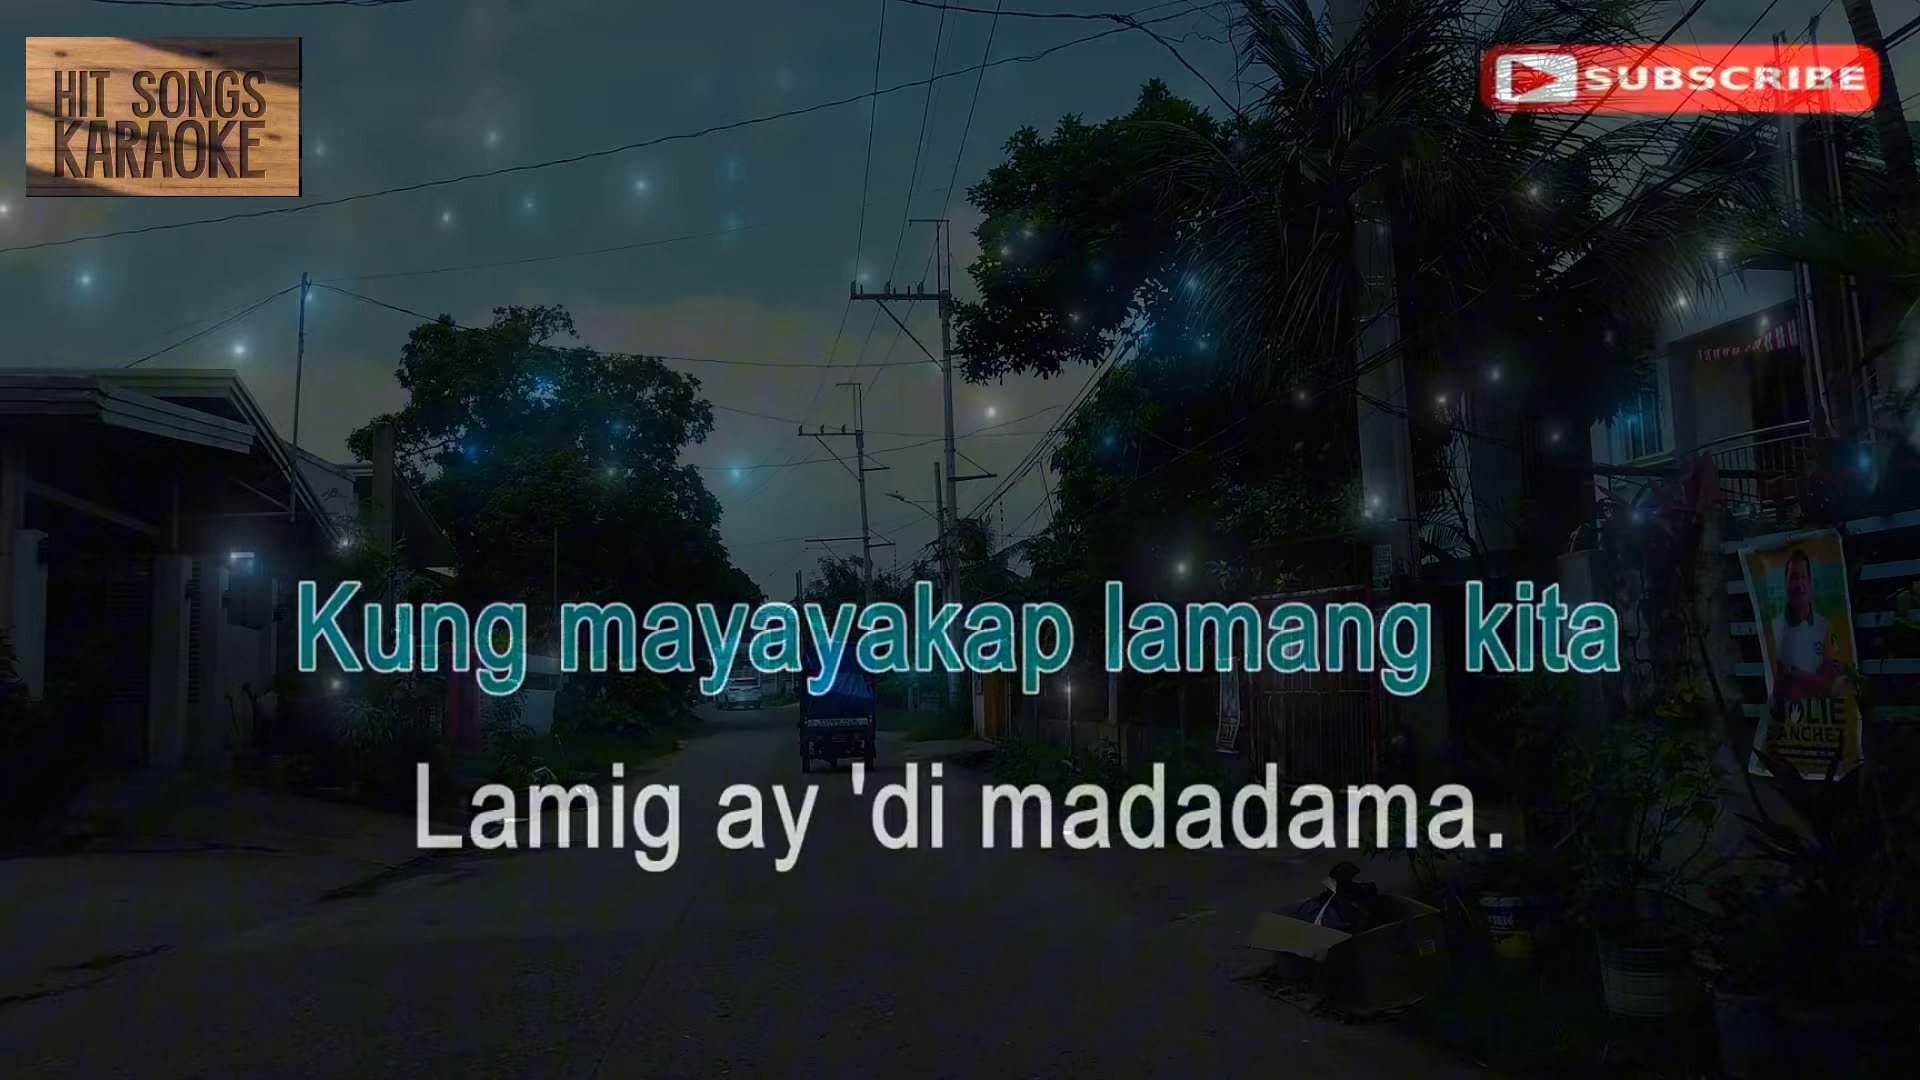 HIT SONGS
KARAOKE
SUBSCRIBE
Kung mayayakap lamang kita
Lamig ay 'di madadama.